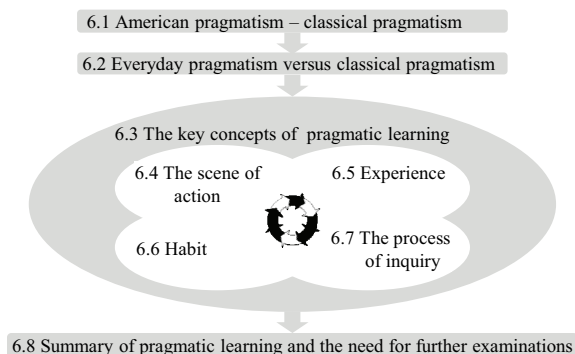 6.1 American pragmatism – classical pragmatism
6.2 Everyday pragmatism versus classical pragmatism
6.3 The key concepts of pragmatic learning
6.4 The scene of
action
6.5 Experience
6.6 Habit
6.7 The process
of inquiry
6.8 Summary of pragmatic learning and the need for further examinations